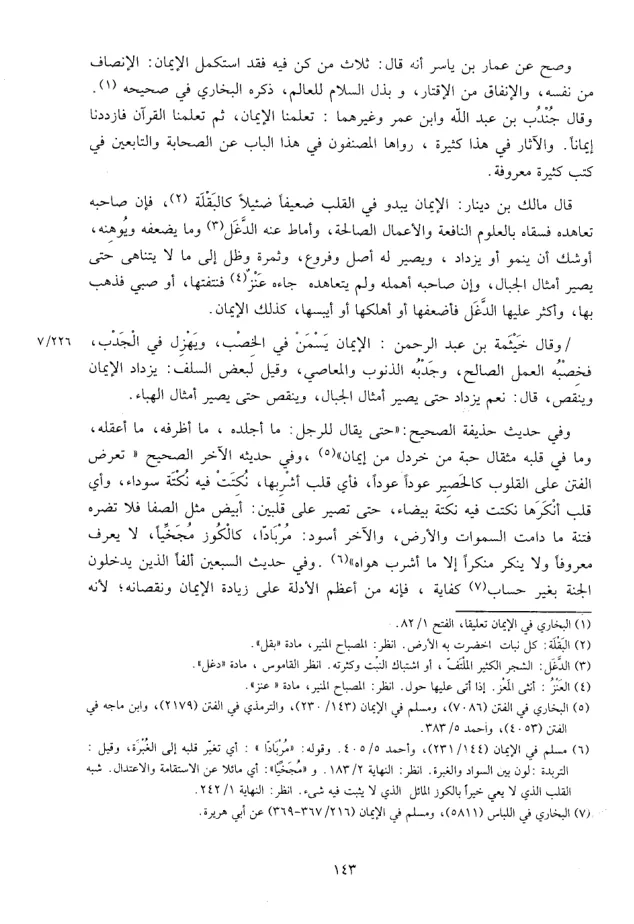 وصح عن عمار بن ياسر أنه قال: ثلاث من كن فيه فقد استكمل الإيمان: الإنصاف
من نفسه، والإنفاق من الإقتار، و بذل السلام للعالم، ذكره البخاري في صحيحه (١).
وقال جُنْدُب بن عبد الله وابن عمر وغيرهما : تعلمنا الإيمان، ثم تعلمنا القرآن فازددنا
إيماناً. والآثار في هذا كثيرة ، رواها المصنفون في هذا الباب عن الصحابة والتابعين في
كتب كثيرة معروفة.
قال مالك بن دينار: الإيمان يبدو في القلب ضعيفاً ضئيلاً كالبَقْلَة (٢)، فإن صاحبه
تعاهده فسقاه بالعلوم النافعة والأعمال الصالحة، وأماط عنه الدَّغَل(٣) وما يضعفه ويُوهِنه،
أوشك أن ينمو أو يزداد ، ويصير له أصل وفروع، وثمرة وظل إلى ما لا يتناهى حتى
يصير أمثال الجبال، وإن صاحبه أهمله ولم يتعاهده جاءه عَنْزٌ(٤) فنتفتها، أو صبي فذهب
بها، وأكثر عليها الدَّغَل فأضعفها أو أهلكها أو أيبسها، كذلك الإيمان.
/ وقال خَيْثَمة بن عبد الرحمن : الإيمان يَسْمَنْ في الخِصْب، ويَهْزِل في الْجَدْب، ٧/٢٢٦
فخِصْبُه العمل الصالح، وجَدْبُه الذنوب والمعاصي، وقيل لبعض السلف: يزداد الإيمان
وينقص، قال: نعم يزداد حتى يصير أمثال الجبال، وينقص حتى يصير أمثال الهباء.
وفي حديث حذيفة الصحيح:«حتى يقال للرجل: ما أجلده ، ما أظرفه، ما أعقله،
وما في قلبه مثقال حبة من خردل من إيمان»(٥) ،وفي حديثه الآخر الصحيح « تعرض
الفتن على القلوب كالحَصير عوداً عوداً، فأي قلب أُشْرِبها، نُكِتَتْ فيه نُكْتَة سوداء، وأي
قلب أنْكَرَها نكتت فيه نكتة بيضاء، حتى تصير على قلبين: أبيض مثل الصفا فلا تضره
فتنة ما دامت السموات والأرض، والآخر أسود: مُرْبَادًا، كالْكُوز مُجَخِّياً، لا يعرف
معروفاً ولا ينكر منكراً إلا ما أشرب هواه»(٦) .وفي حديث السبعين ألفاً الذين يدخلون
الجنة بغير حساب(٧) كفاية ، فإنه من أعظم الأدلة على زيادة الإيمان ونقصانه؛ لأنه
(١) البخاري في الإيمان تعليقا، الفتح ٨٢/١.
(٢) البَقْلَة: كل نبات اخضرت به الأرض. انظر: المصباح المنير، مادة «بقل».
(٣) الدَّغَل: الشجر الكثير الملْتَفّ ، أو اشتباك النبْت وكثرته. انظر القاموس ، مادة «دغل».
(٤) العَنْزُ : أنثى المَعْز. إذا أتى عليها حول. انظر: المصباح المنير، مادة « عنز».
(٥) البخاري في الفتن (٧٠٨٦)، ومسلم في الإيمان (٢٣٠/١٤٣)، والترمذي في الفتن (٢١٧٩)، وابن ماجه في
الفتن (٤٠٥٣)، وأحمد ٣٨٣/٥.
(٦) مسلم في الإيمان (٢٣١/١٤٤)، وأحمد ٤٠٥/٥. وقوله: «مُرْبَادًا » : أي تغيّر قلبه إلى الغُبْرَة، وقيل :
التربدة :لون بين السواد والغبرة. انظر: النهاية ١٨٣/٢. و «مُجَخِّيًا»: أي مائلا عن الاستقامة والاعتدال. شبه
القلب الذي لا يعي خيراً بالكوز المائل الذي لا يثبت فيه شيء. انظر: النهاية ٢٤٢/١.
(٧) البخاري في اللباس (٥٨١١)، ومسلم في الإيمان (٣٦٧/٢١٦-٣٦٩) عن أبي هريرة.
١٤٣